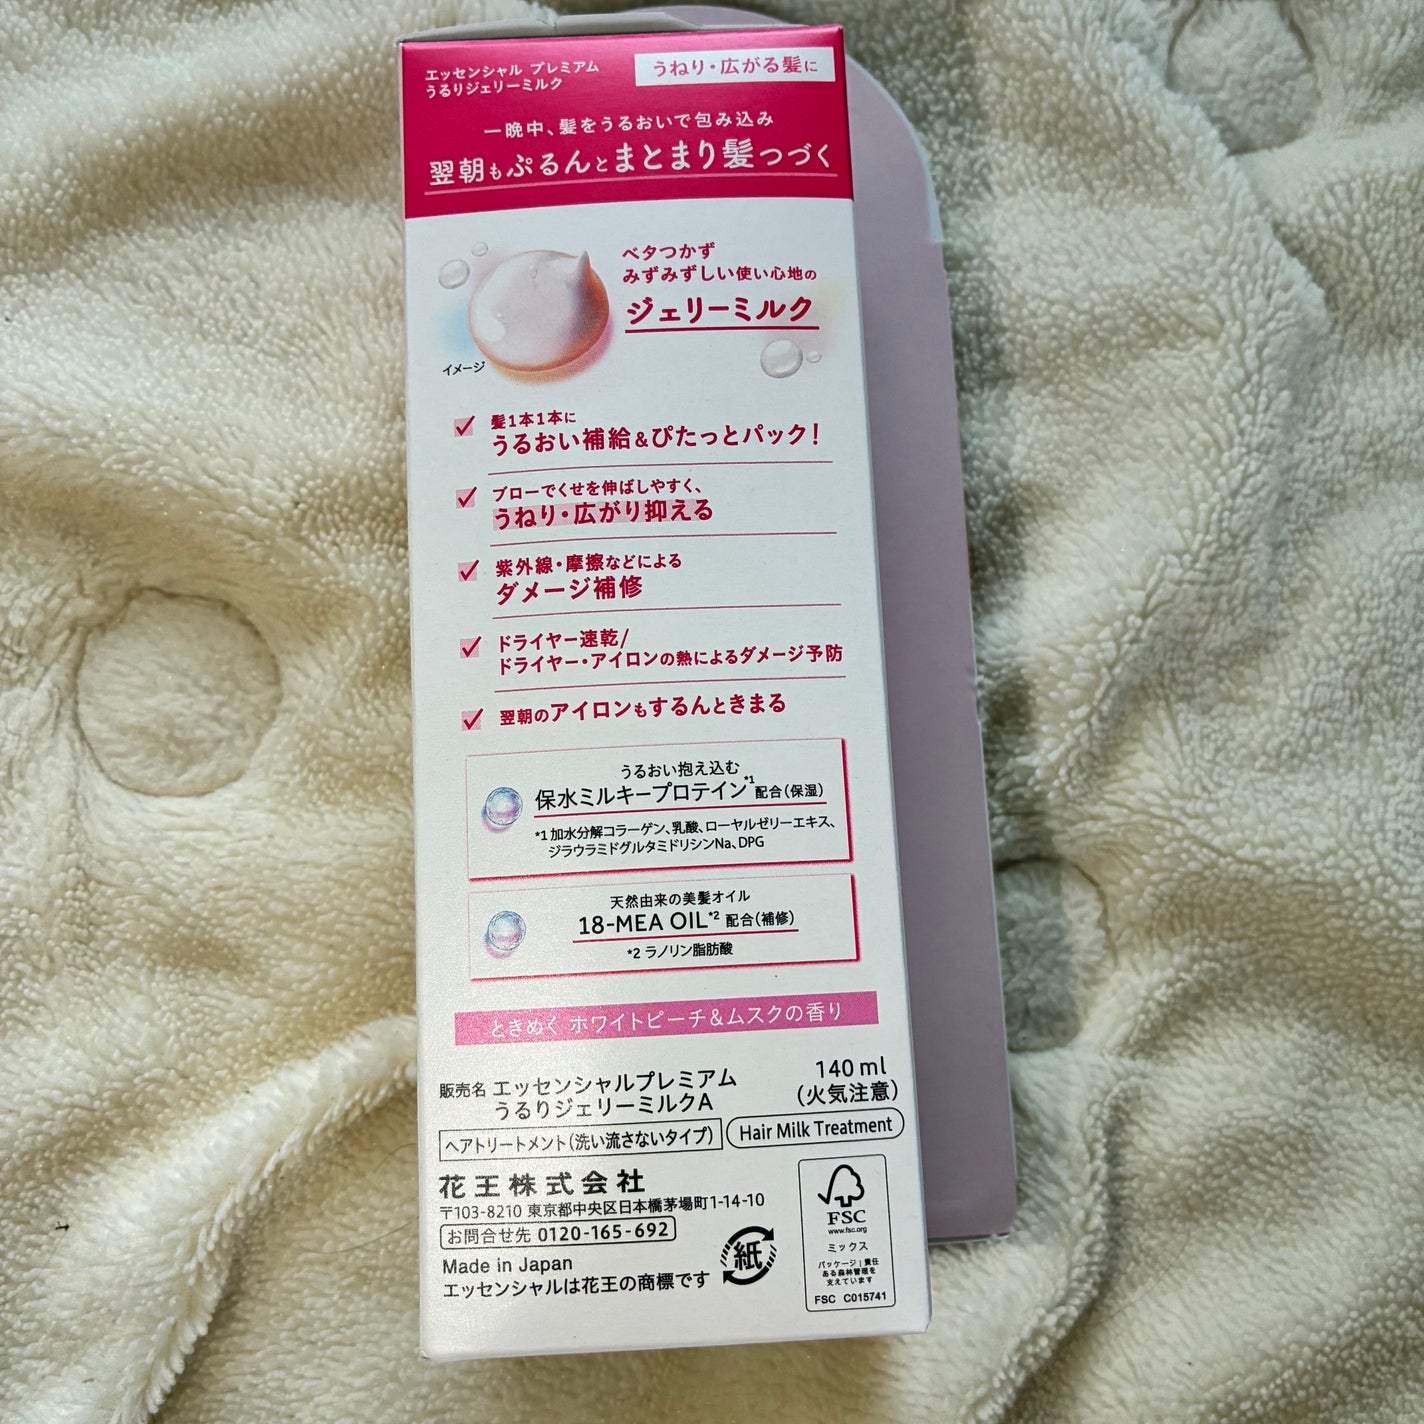 エッセンシャル プレミアム
うるりジェリーミルク
うねり・広がる髪に
一晩中、髪をうるおいで包み込み
翌朝もぷるんとまとまり髪つづく
ベタつかず
みずみずしい使い心地の
ジェリーミルク
イメージ
髪1本1本に
うるおい補給&ぴたっとパック!
ブローでくせを伸ばしやすく、
うねり・広がり抑える
紫外線・摩擦などによる
ダメージ補修
ドライヤー速乾/
ドライヤー・アイロンの熱によるダメージ予防
翌朝のアイロンもするんときまる
うるおい抱え込む
保水ミルキープロテイン*1配合(保湿)
*1 加水分解コラーゲン、乳酸、ローヤルゼリーエキス、
ジラウラミドグルタミドリシンNa、DPG
天然由来の美髪オイル
18-MEA OIL*2 配合(補修)
*2 ラノリン脂肪酸
ときめく ホワイトピーチ&ムスクの香り
販売名 エッセンシャルプレミアム
うるりジェリーミルクA
140ml
(火気注意)
ヘアトリートメント(洗い流さないタイプ)
Hair Milk Treatment
花王株式会社
〒103-8210 東京都中央区日本橋茅場町1-14-10
お問合せ先 0120-165-692
Made in Japan
エッセンシャルは花王の商標です
紙
FSC
www.fsc.org
ミックス
パッケージ|責任
ある森林管理を
支えています
FSC C015741